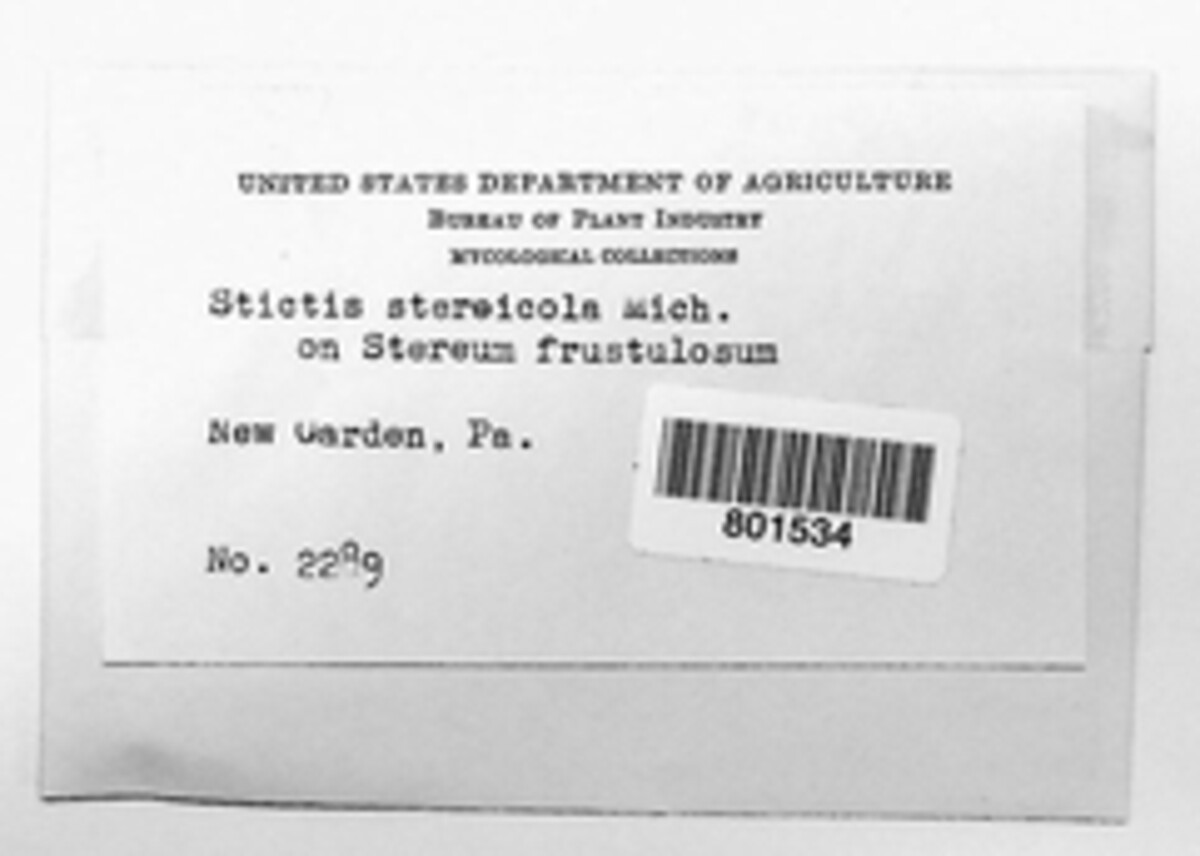 UNITED STATES DEPARTMENT OF AGRICULTURE
BUREAU OF PLANT INDUSTRY
MYCOLOGICAL COLLECTIONS
Stictis stereicola Mich.
on Stereum frustulosum
New Garden, Pa.
801534
No. 2289